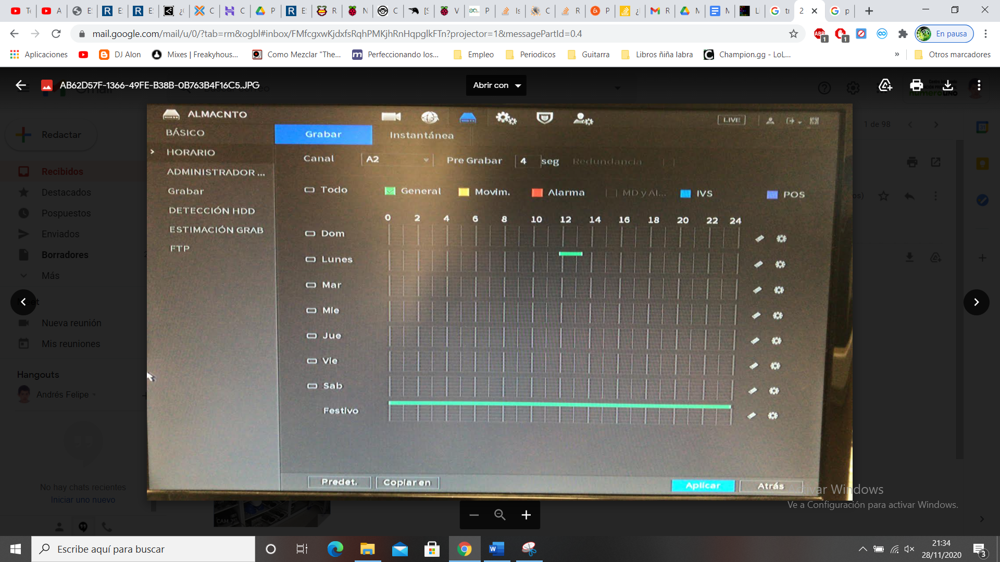 mail.google.com/mail/u/0/?tab=rm&ogbl#inbox/FMfcgxwKjdxfsRqhPMKjhRnHqpglkFTn?projector=1&messagePartId=0.4
En pausa
Aplicaciones
DJ Alon
Mixes | Freakyhous...
Como Mezclar "The...
Perfeccionando los...
Empleo
Periodicos
Guitarra
Libros ñiña labra
Champion.gg - LoL...
»
Otros marcadores
AB62D57F-1366-49FE-B38B-0B763B4F16C5.JPG
Abrir con
Redactar
Recibidos
Destacados
Pospuestos
Enviados
Borradores
Más
Nueva reunión
Mis reuniones
Hangouts
Andrés Felipe
No hay chats recientes
Iniciar uno nuevo
1 de 98
ALMACNTO
LIVE
BÁSICO
HORARIO
ADMINISTRADOR ...
Grabar
DETECCIÓN HDD
ESTIMACIÓN GRAB
FTP
Grabar
Instantánea
Canal A2 Pre Grabar 4 seg Redundancia
Todo General Movim. Alarma MD y Al... IVS POS
0 2 4 6 8 10 12 14 16 18 20 22 24
Dom
Lunes
Mar
Mie
Jue
Vie
Sab
Festivo
Predet. Copiar en Aplicar Atrás
Ve a Configuración para activar Windows.
Escribe aquí para buscar
21:34
28/11/2020
3